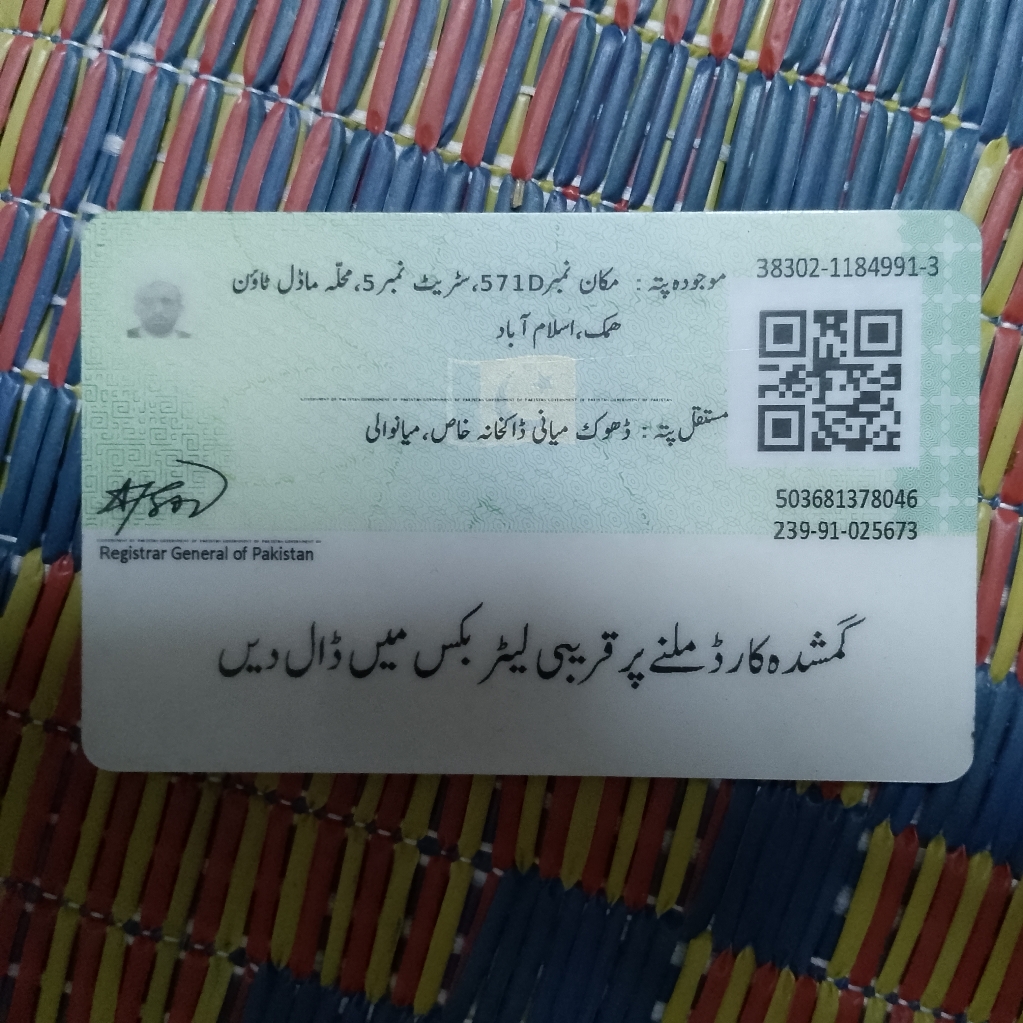 38302-1184991-3
موجودہ پتہ : مکان نمبر571D،سٹریٹ نمبر5،محلّہ ماڈل ٹاؤن
ھمک،اسلام آباد
مستقل پتہ : ڈھوک میانی ڈاکخانہ خاص،میانوالی
503681378046
239-91-025673
Registrar General of Pakistan
گمشدہ کارڈ ملنے پر قریبی لیٹر بکس میں ڈال دیں